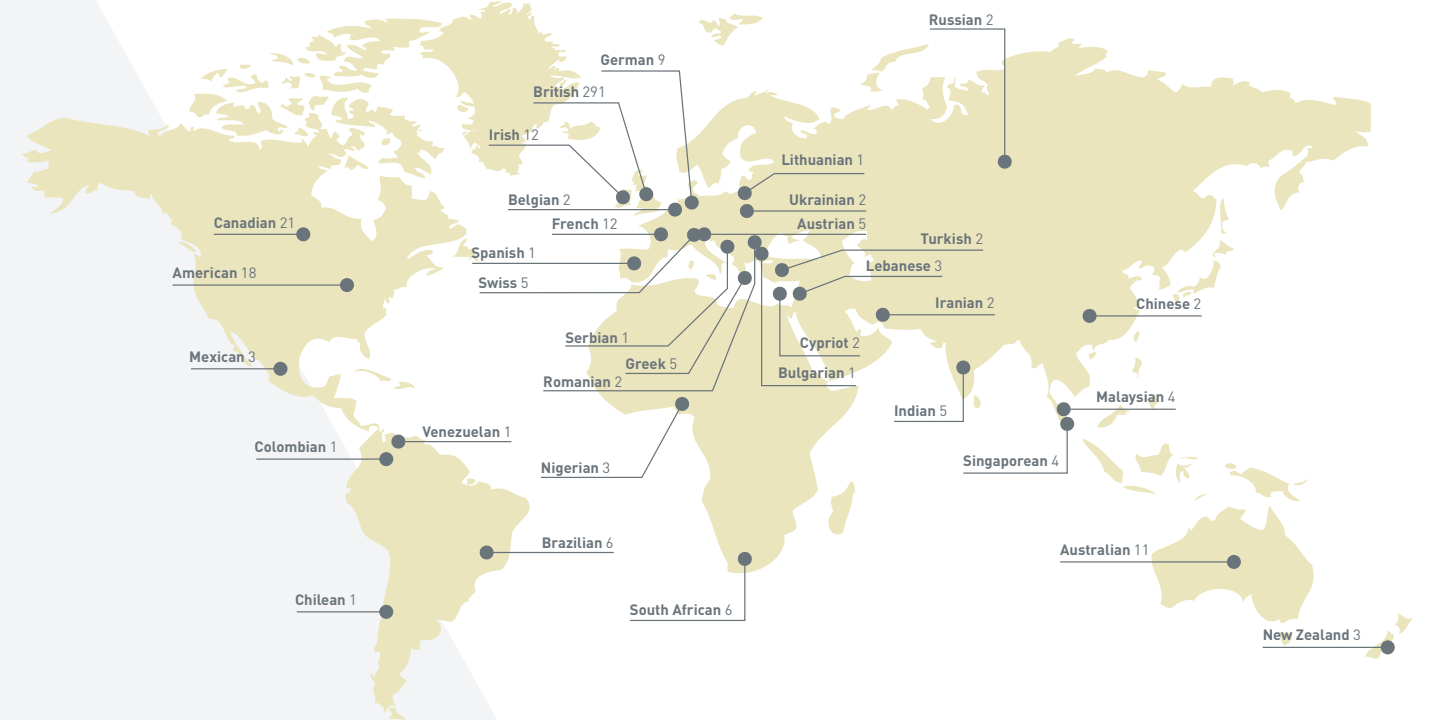 Russian 2
German 9
British 291
Irish 12
Lithuanian 1
Belgian 2
Ukrainian 2
Canadian 21
French 12
Austrian 5
Turkish 2
Spanish 1
Lebanese 3
American 18
Swiss 5
Iranian 2
Chinese 2
Serbian 1
Cypriot 2
Mexican 3
Greek 5
Bulgarian 1
Romanian 2
Malaysian 4
Indian 5
Venezuelan 1
Colombian 1
Singaporean 4
Nigerian 3
Brazilian 6
Australian 11
Chilean 1
South African 6
New Zealand 3